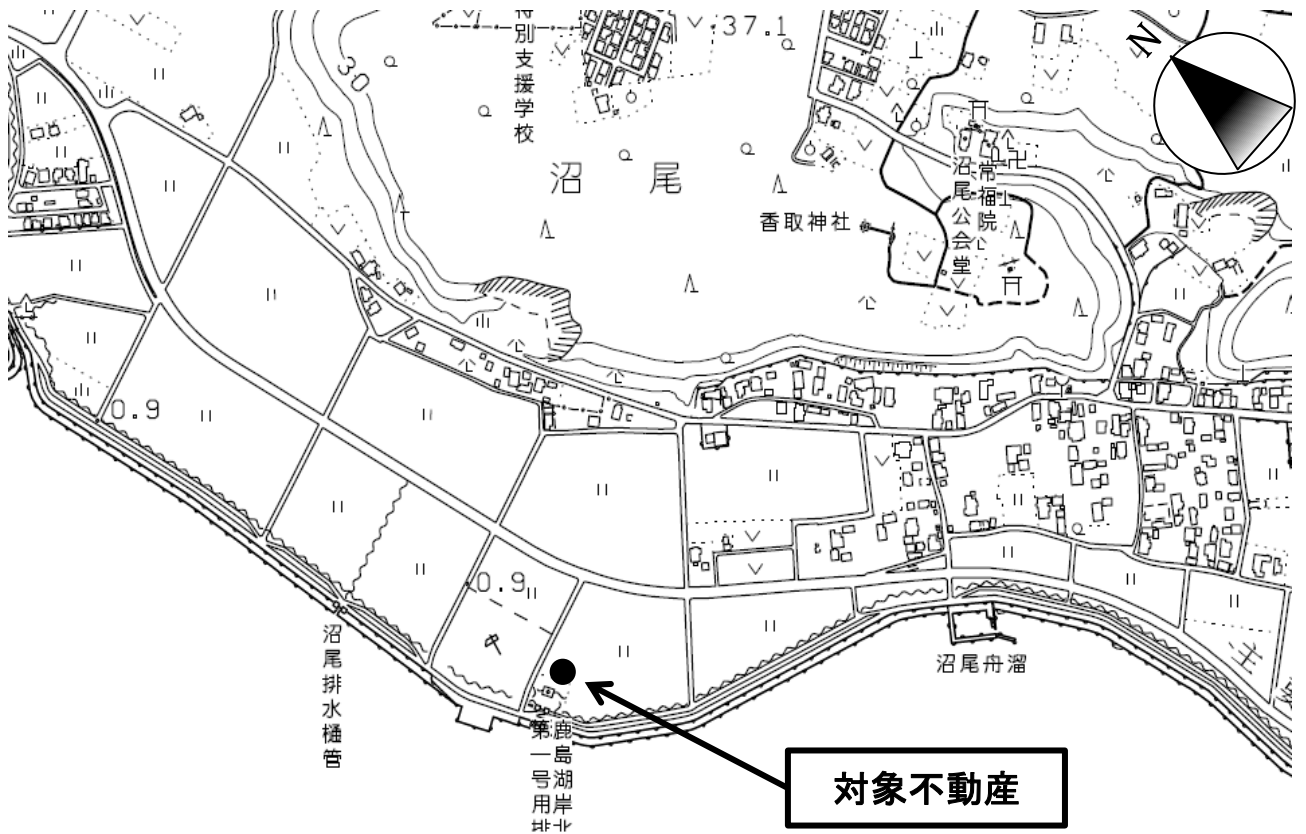 特別支援学校
37.1
N
30
沼尾
常福院
沼尾公会堂
香取神社
0.9
0.9
沼尾排水樋管
沼尾舟溜
鹿島湖岸北
第一号用排
対象不動産